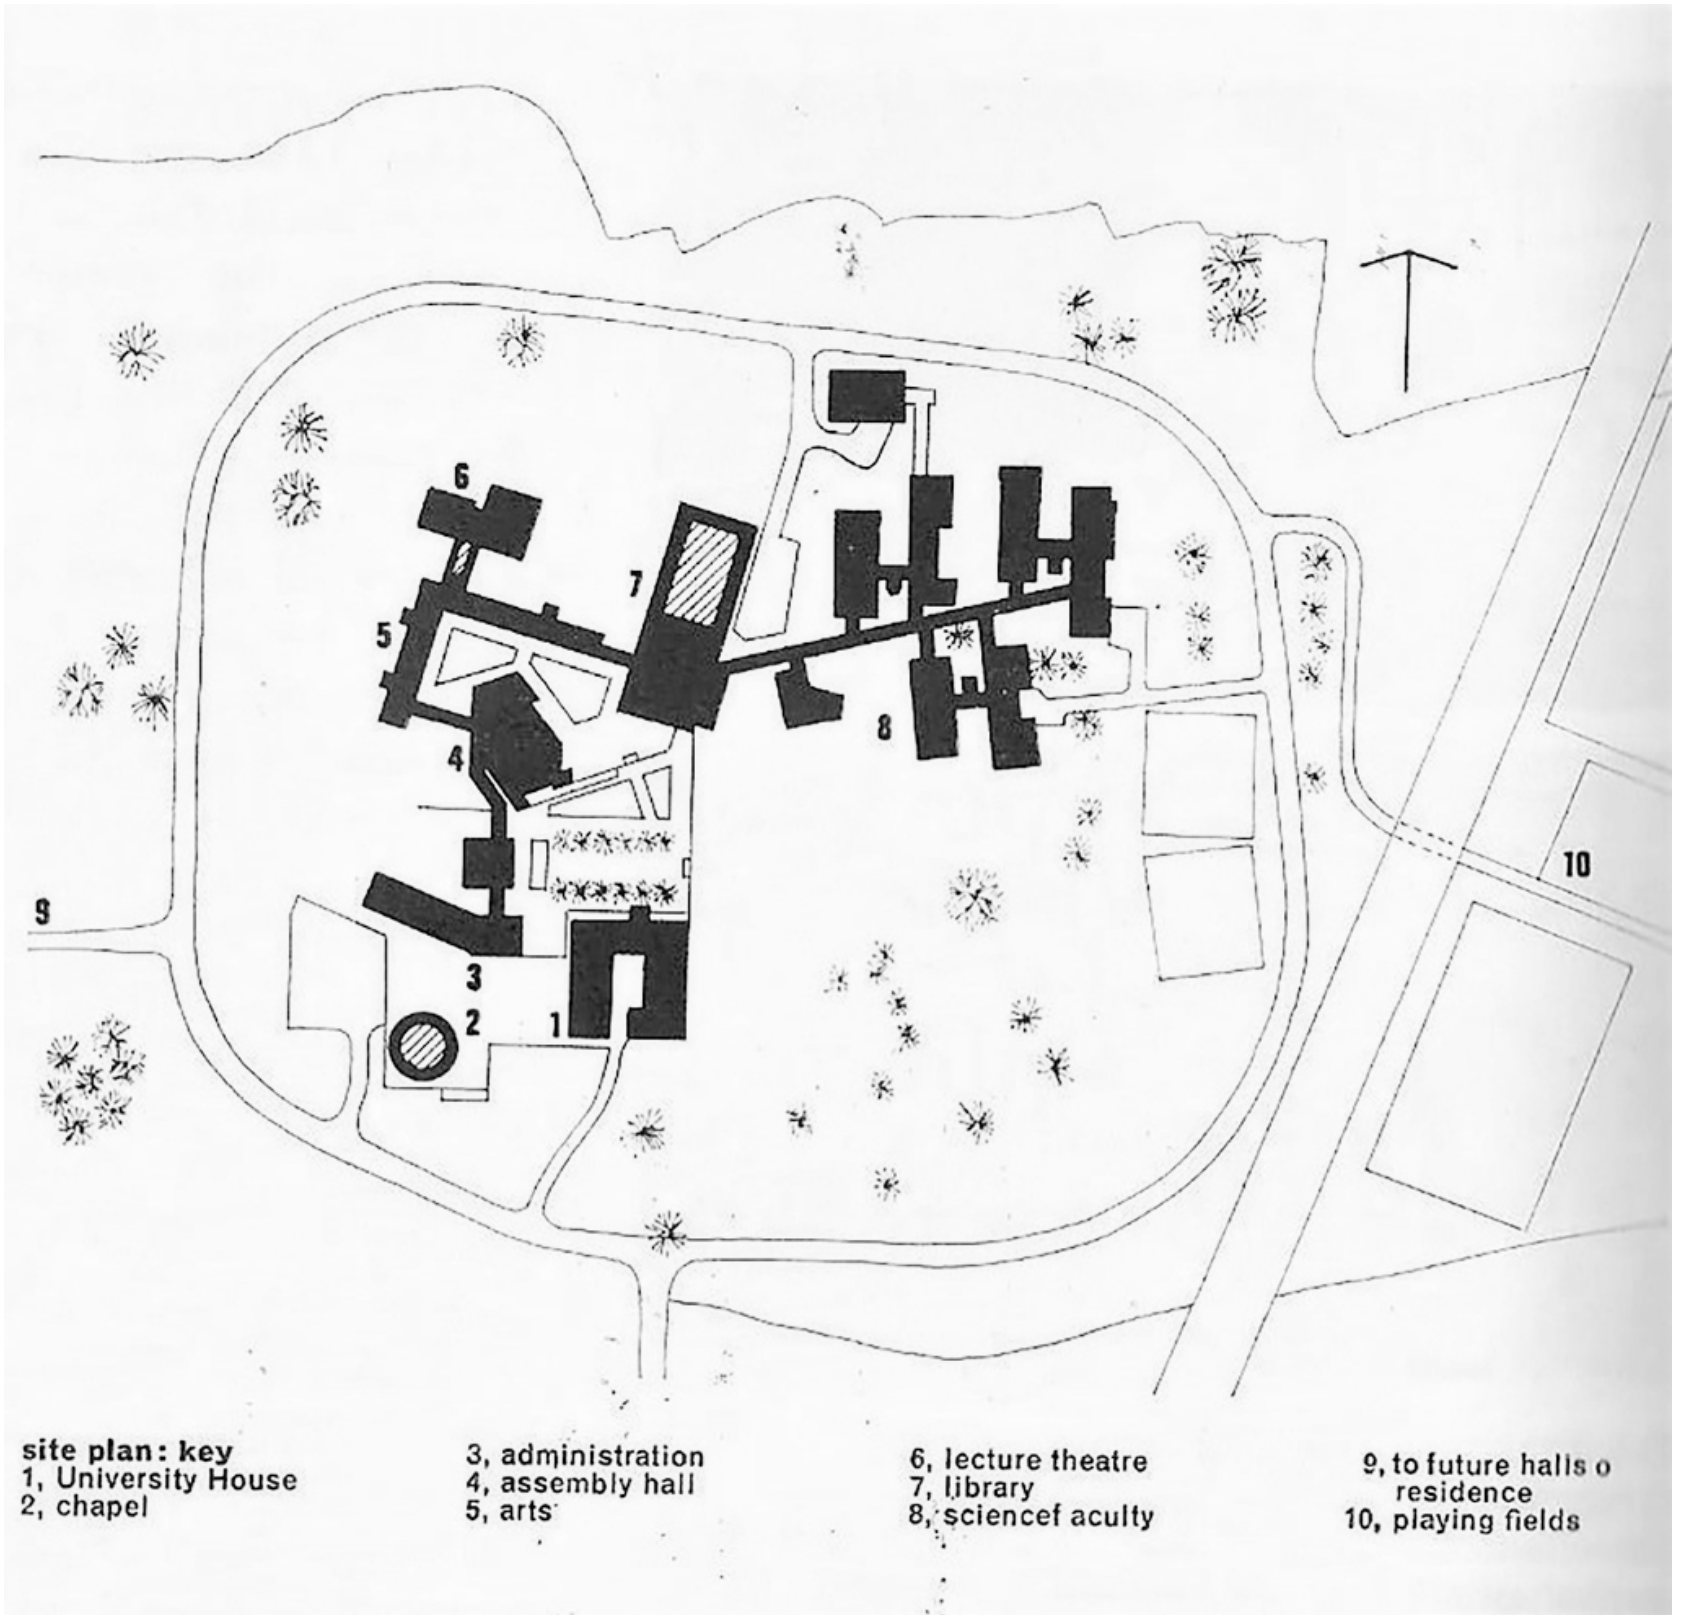 6
7
5
8
4
10
9
3
2
1
site plan: key
1, University House
2, chapel
3, administration
4, assembly hall
5, arts
6, lecture theatre
7, library
8, sciencef aculty
9, to future halls o
residence
10, playing fields